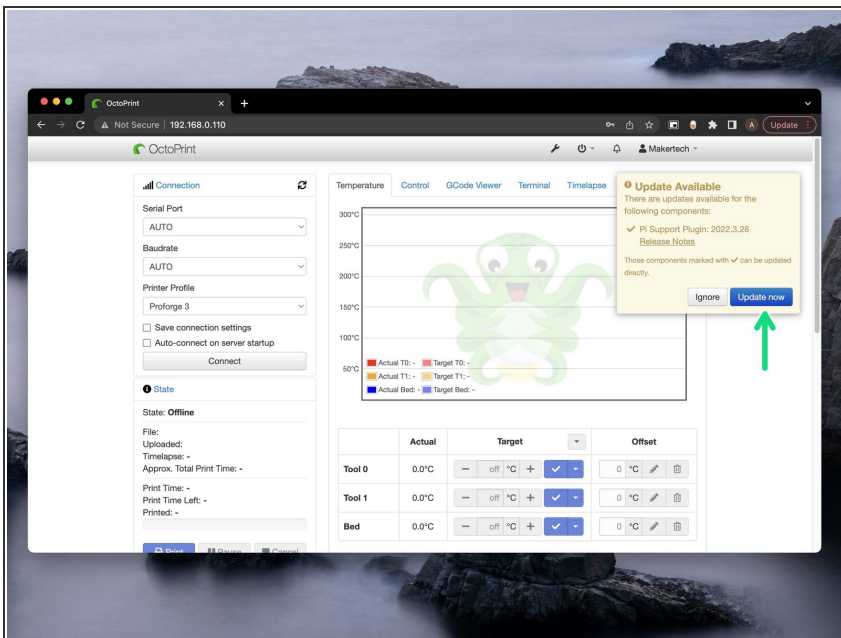 OctoPrint
Not Secure 192.168.0.110
Update
OctoPrint
Makertech
Connection
Serial Port
AUTO
Baudrate
AUTO
Printer Profile
Proforge 3
Save connection settings
Auto-connect on server startup
Connect
State
State: Offline
File:
Uploaded:
Timelapse: -
Approx. Total Print Time: -
Print Time: -
Print Time Left: -
Printed: -
Print Pause Cancel
Temperature Control GCode Viewer Terminal Timelapse
300°C
250°C
200°C
150°C
100°C
50°C
Actual T0: - Target T0: -
Actual T1: - Target T1: -
Actual Bed: - Target Bed: -
Actual Target Offset
Tool 0 0.0°C off °C 0 °C
Tool 1 0.0°C off °C 0 °C
Bed 0.0°C off °C 0 °C
Update Available
There are updates available for the
following components:
Pi Support Plugin: 2022.3.28
Release Notes
Those components marked with ✓ can be updated
directly.
Ignore Update now